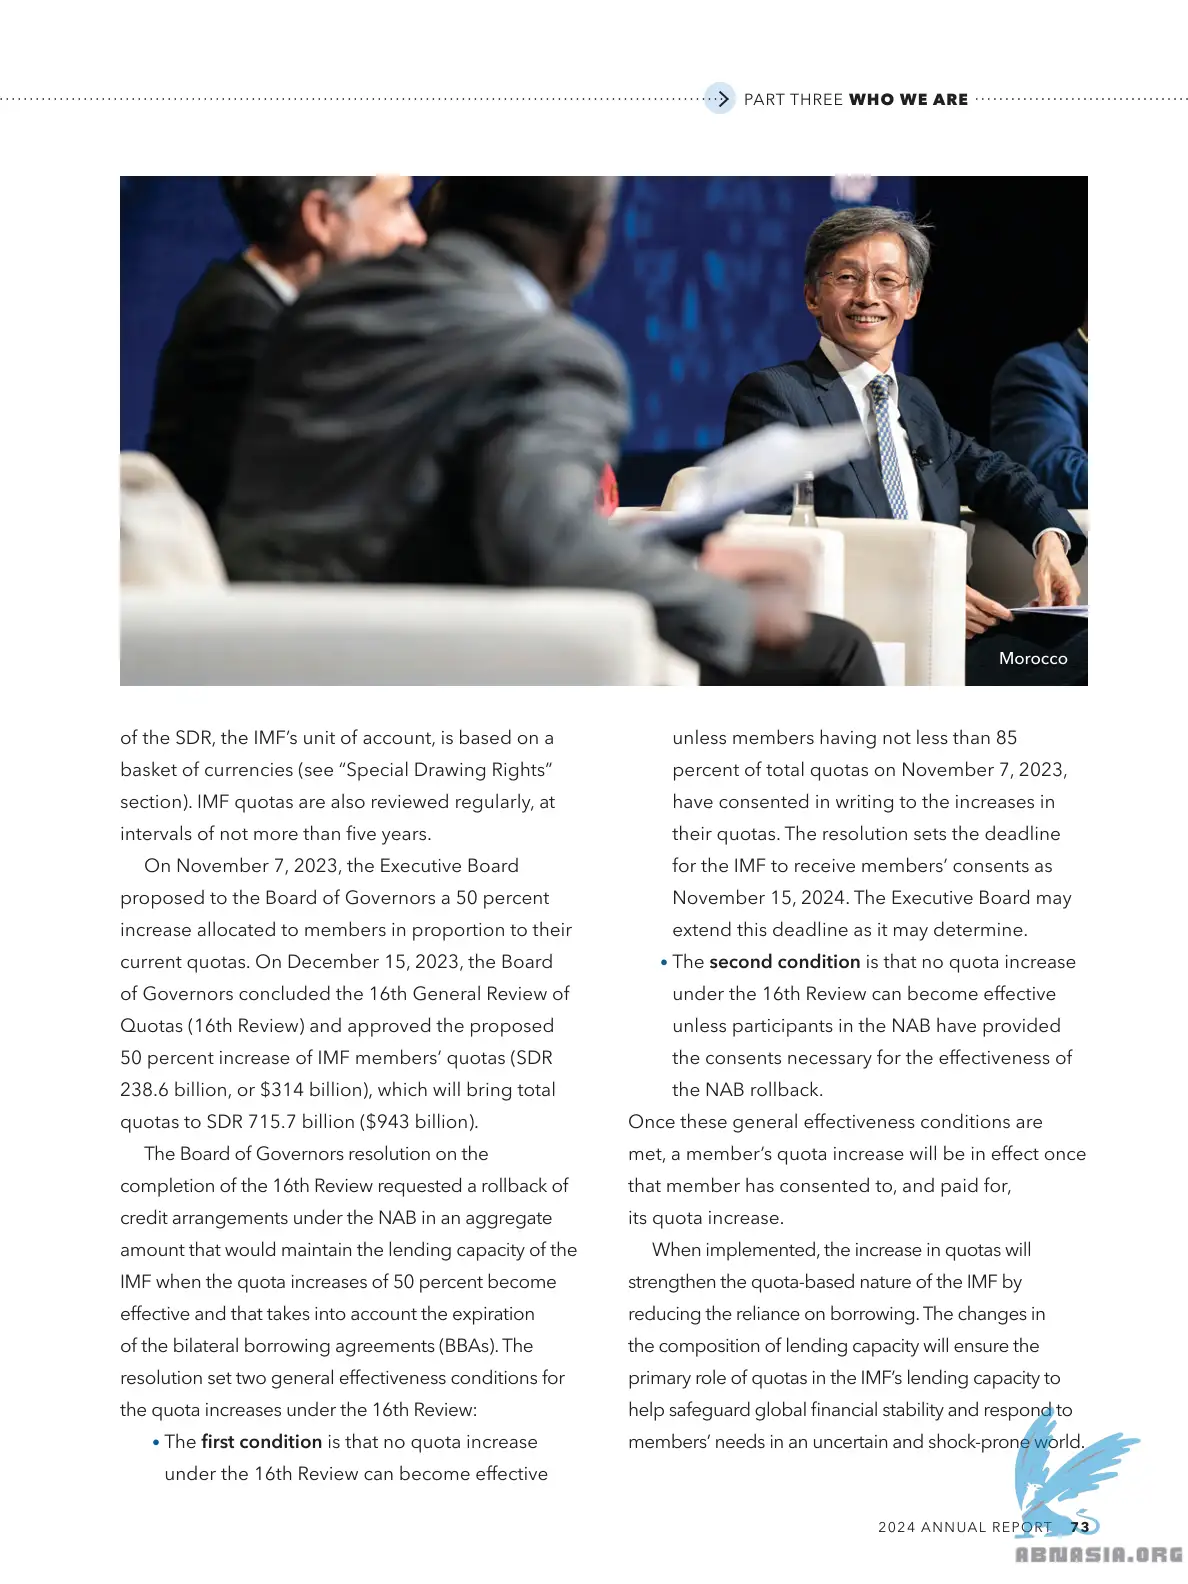 PART THREE WHO WE ARE
Morocco
of the SDR, the IMF’s unit of account, is based on a
basket of currencies (see “Special Drawing Rights”
section). IMF quotas are also reviewed regularly, at
intervals of not more than five years.
On November 7, 2023, the Executive Board
proposed to the Board of Governors a 50 percent
increase allocated to members in proportion to their
current quotas. On December 15, 2023, the Board
of Governors concluded the 16th General Review of
Quotas (16th Review) and approved the proposed
50 percent increase of IMF members’ quotas (SDR
238.6 billion, or $314 billion), which will bring total
quotas to SDR 715.7 billion ($943 billion).
The Board of Governors resolution on the
completion of the 16th Review requested a rollback of
credit arrangements under the NAB in an aggregate
amount that would maintain the lending capacity of the
IMF when the quota increases of 50 percent become
effective and that takes into account the expiration
of the bilateral borrowing agreements (BBAs). The
resolution set two general effectiveness conditions for
the quota increases under the 16th Review:
• The first condition is that no quota increase
under the 16th Review can become effective
unless members having not less than 85
percent of total quotas on November 7, 2023,
have consented in writing to the increases in
their quotas. The resolution sets the deadline
for the IMF to receive members’ consents as
November 15, 2024. The Executive Board may
extend this deadline as it may determine.
• The second condition is that no quota increase
under the 16th Review can become effective
unless participants in the NAB have provided
the consents necessary for the effectiveness of
the NAB rollback.
Once these general effectiveness conditions are
met, a member’s quota increase will be in effect once
that member has consented to, and paid for,
its quota increase.
When implemented, the increase in quotas will
strengthen the quota-based nature of the IMF by
reducing the reliance on borrowing. The changes in
the composition of lending capacity will ensure the
primary role of quotas in the IMF’s lending capacity to
help safeguard global financial stability and respond to
members’ needs in an uncertain and shock-prone world.
2024 ANNUAL REPORT 73
ABNASIA.ORG